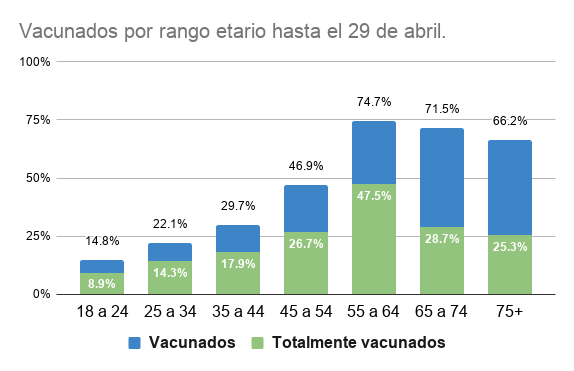 Vacunados por rango etario hasta el 29 de abril.
100%
75%
50%
25%
0%
14.8%
22.1%
29.7%
46.9%
74.7%
71.5%
66.2%
8.9%
14.3%
17.9%
26.7%
47.5%
28.7%
25.3%
18 a 24
25 a 34
35 a 44
45 a 54
55 a 64
65 a 74
75+
Vacunados
Totalmente vacunados